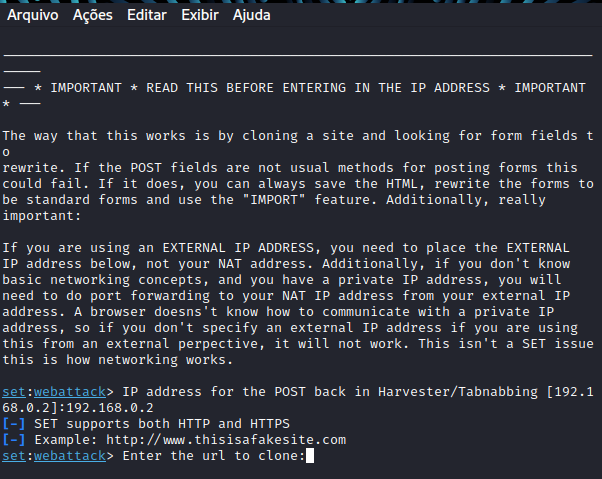 Arquivo Ações Editar Exibir Ajuda
-------------------------------------------------------------------------
-----
--- * IMPORTANT * READ THIS BEFORE ENTERING IN THE IP ADDRESS * IMPORTANT
* ---
The way that this works is by cloning a site and looking for form fields t
o
rewrite. If the POST fields are not usual methods for posting forms this
could fail. If it does, you can always save the HTML, rewrite the forms to
be standard forms and use the "IMPORT" feature. Additionally, really
important:
If you are using an EXTERNAL IP ADDRESS, you need to place the EXTERNAL
IP address below, not your NAT address. Additionally, if you don't know
basic networking concepts, and you have a private IP address, you will
need to do port forwarding to your NAT IP address from your external IP
address. A browser doesns't know how to communicate with a private IP
address, so if you don't specify an external IP address if you are using
this from an external perpective, it will not work. This isn't a SET issue
this is how networking works.
set:webattack> IP address for the POST back in Harvester/Tabnabbing [192.1
68.0.2]:192.168.0.2
[-] SET supports both HTTP and HTTPS
[-] Example: http://www.thisisafakesite.com
set:webattack> Enter the url to clone: